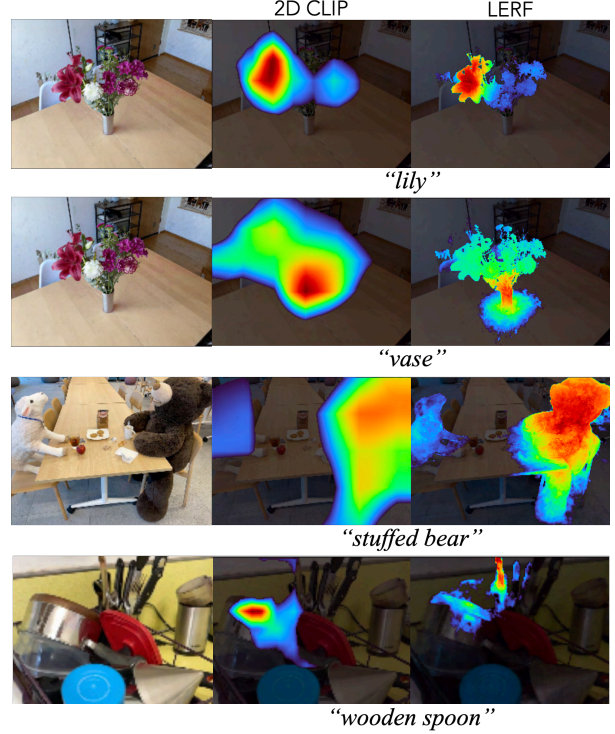 2D CLIP LERF
“lily”
“vase”
“stuffed bear”
“wooden spoon”